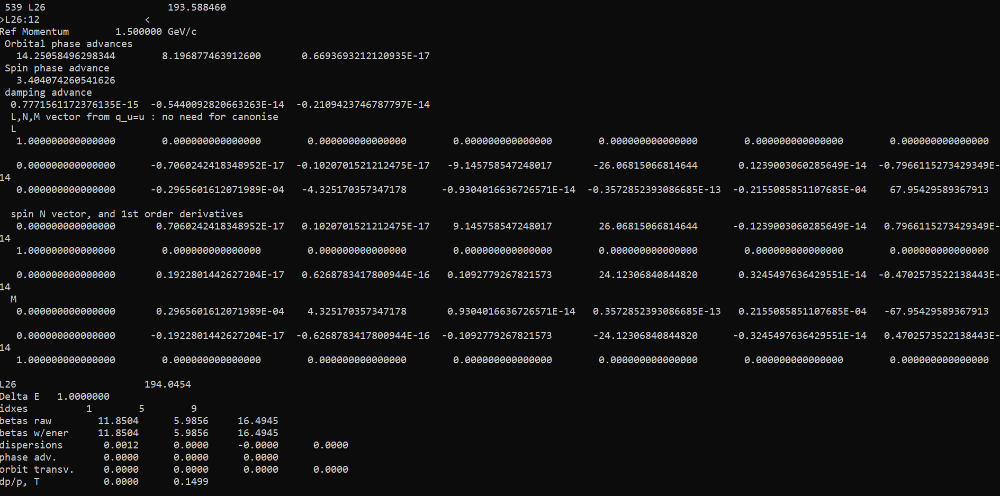 539 L26                     193.588460
>L26:12                  <
Ref Momentum        1.500000 GeV/c
Orbital phase advances
14.25058496298344        8.196877463912600       0.6693693212120935E-17
Spin phase advance
3.404074260541626
damping advance
0.7771561172376135E-15  -0.5440092820663263E-14  -0.2109423746787797E-14
L,N,M vector from q_u=u : no need for canonise
L
1.000000000000000        0.000000000000000        0.000000000000000        0.000000000000000        0.000000000000000        0.000000000000000        0.000000000000000
0.000000000000000       -0.7060242418348952E-17  -0.1020701521212475E-17  -9.145758547248017       -26.06815066814644        0.1239003060285649E-14  -0.7966115273429349E-
14
0.000000000000000       -0.2965601612071989E-04  -4.325170357347178       -0.9304016636726571E-14  -0.3572852393086685E-13  -0.2155085851107685E-04   67.95429589367913
spin N vector, and 1st order derivatives
0.000000000000000        0.7060242418348952E-17   0.1020701521212475E-17   9.145758547248017        26.06815066814644       -0.1239003060285649E-14   0.7966115273429349E-
14
1.000000000000000        0.000000000000000        0.000000000000000        0.000000000000000        0.000000000000000        0.000000000000000        0.000000000000000
0.000000000000000        0.1922801442627204E-17   0.6268783417800944E-16   0.1092779267821573       24.12306840844820        0.3245497636429551E-14  -0.4702573522138443E-
14
M
0.000000000000000        0.2965601612071989E-04   4.325170357347178        0.9304016636726571E-14   0.3572852393086685E-13   0.2155085851107685E-04  -67.95429589367913
0.000000000000000       -0.1922801442627204E-17  -0.6268783417800944E-16  -0.1092779267821573      -24.12306840844820       -0.3245497636429551E-14   0.4702573522138443E-
14
1.000000000000000        0.000000000000000        0.000000000000000        0.000000000000000        0.000000000000000        0.000000000000000        0.000000000000000
L26                      194.0454
Delta E   1.0000000
idxes          1        5        9
betas raw        11.8504      5.9856     16.4945
betas w/ener     11.8504      5.9856     16.4945
dispersions       0.0012      0.0000     -0.0000      0.0000
phase adv.        0.0000      0.0000      0.0000
orbit transv.     0.0000      0.0000      0.0000      0.0000
dp/p, T           0.0000      0.1499